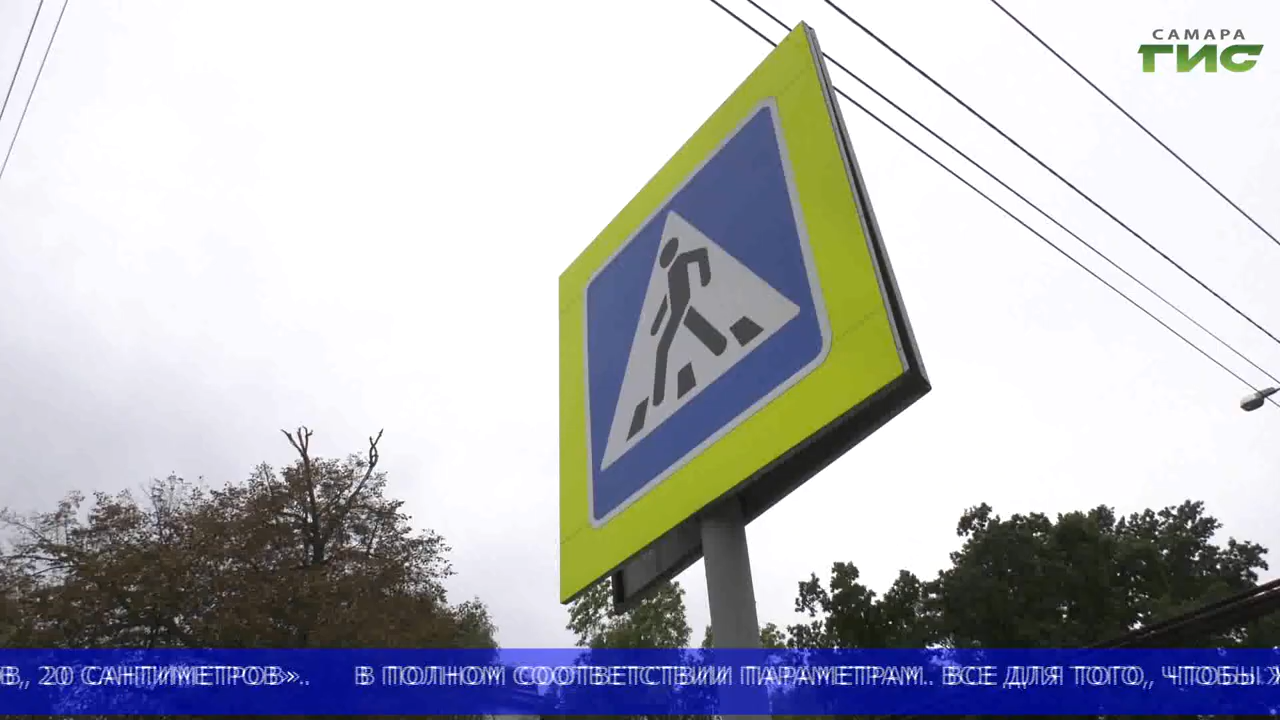 САМАРА
ГИС
В, 20 САНТИМЕТРОВ». В ПОЛНОМ СООТВЕТСТВИИ ПАРАМЕТРАМ. ВСЕ ДЛЯ ТОГО, ЧТОБЫ